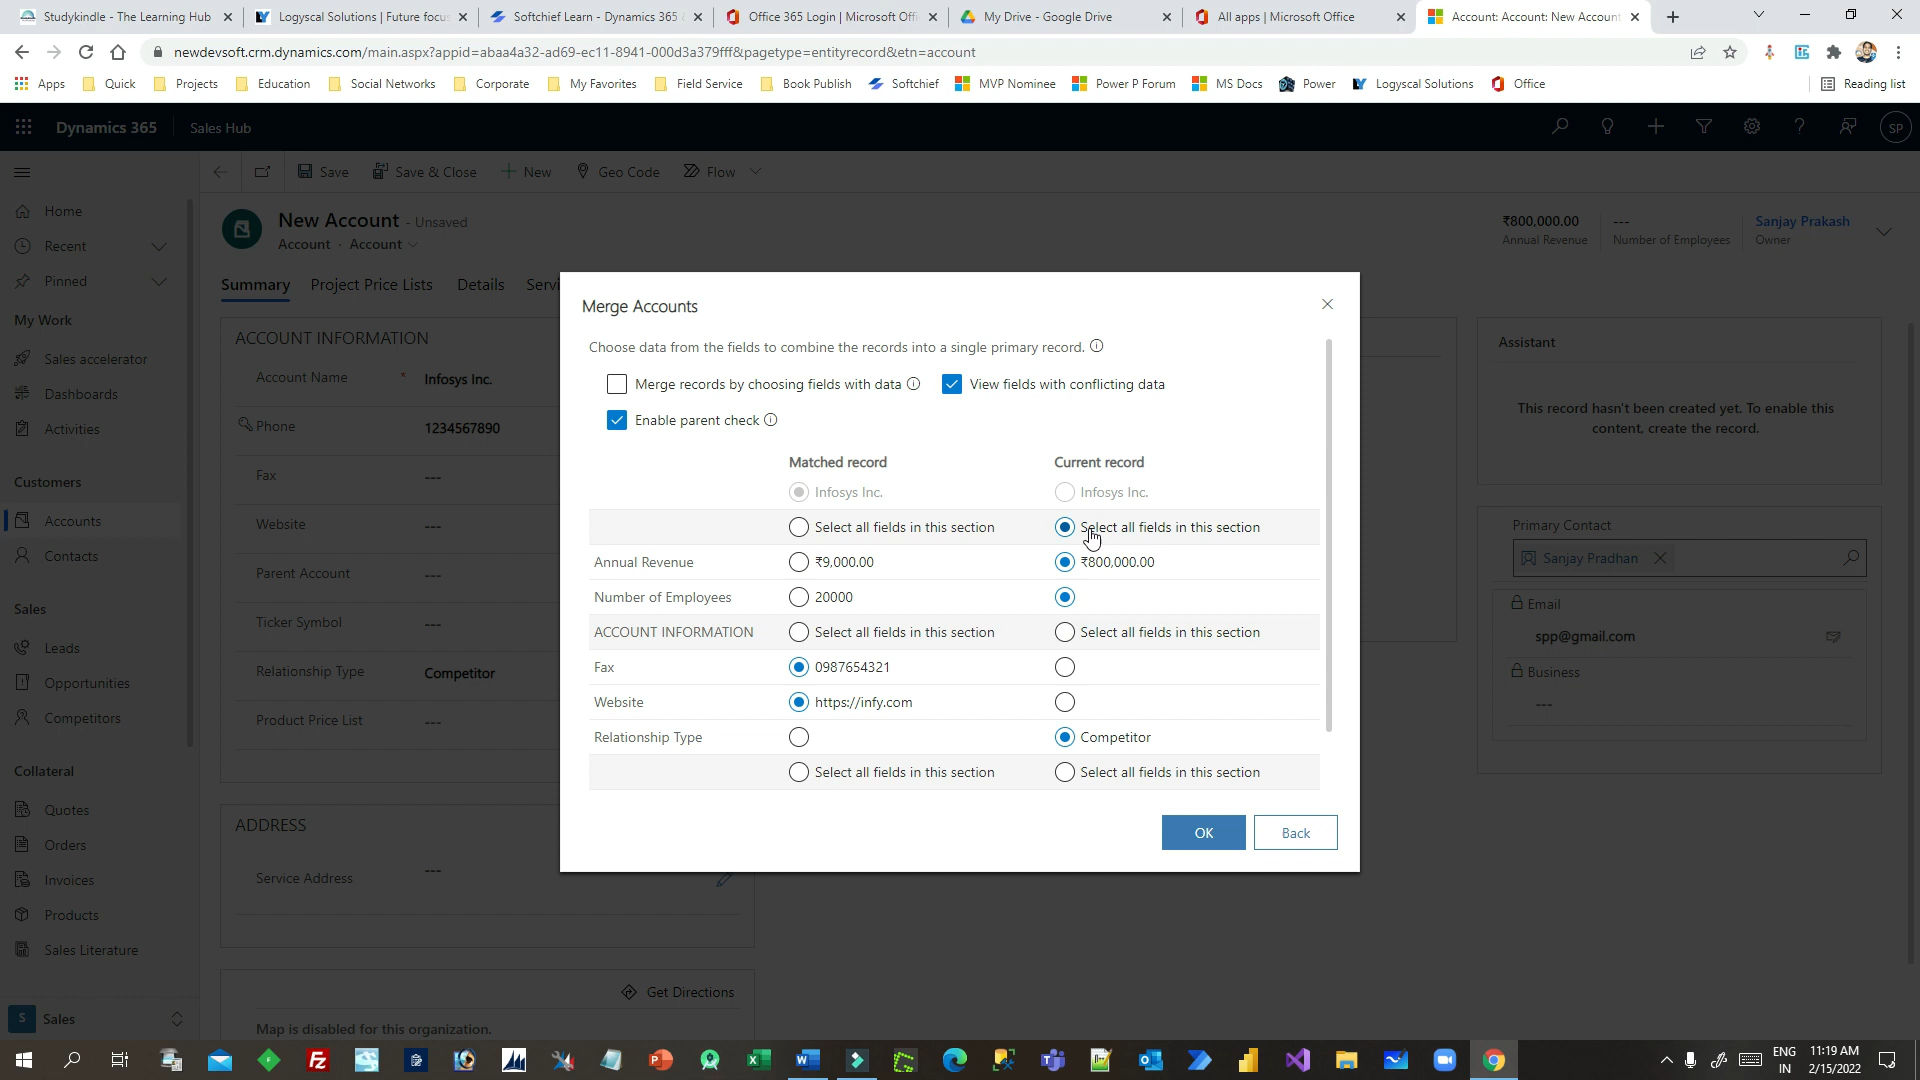 Studykindle - The Learning Hub
Logyscal Solutions | Future focu
Softchief Learn - Dynamics 365
Office 365 Login | Microsoft Offi
My Drive - Google Drive
All apps | Microsoft Office
Account: Account: New Account
newdevsoft.crm.dynamics.com/main.aspx?appid=abaa4a32-ad69-ec11-8941-000d3a379fff&pagetype=entityrecord&etn=account
Apps
Quick
Projects
Education
Social Networks
Corporate
My Favorites
Field Service
Book Publish
Softchief
MVP Nominee
Power P Forum
MS Docs
Power
Logyscal Solutions
Office
Reading list
Dynamics 365
Sales Hub
SP
Save
Save & Close
New
Geo Code
Flow
Home
Recent
Pinned
My Work
Sales accelerator
Dashboards
Activities
Customers
Accounts
Contacts
Sales
Leads
Opportunities
Competitors
Collateral
Quotes
Orders
Invoices
Products
Sales Literature
S Sales
New Account - Unsaved
Account · Account
₹800,000.00
Annual Revenue
---
Number of Employees
Sanjay Prakash
Owner
Summary
Project Price Lists
Details
Servi
ACCOUNT INFORMATION
Account Name * Infosys Inc.
Phone 1234567890
Fax ---
Website ---
Parent Account ---
Ticker Symbol ---
Relationship Type Competitor
Product Price List ---
ADDRESS
Service Address ---
Get Directions
Map is disabled for this organization.
Merge Accounts
Choose data from the fields to combine the records into a single primary record.
Merge records by choosing fields with data
View fields with conflicting data
Enable parent check
Matched record Current record
Infosys Inc. Infosys Inc.
Select all fields in this section Select all fields in this section
Annual Revenue ₹9,000.00 ₹800,000.00
Number of Employees 20000
ACCOUNT INFORMATION Select all fields in this section Select all fields in this section
Fax 0987654321
Website https://infy.com
Relationship Type Competitor
Select all fields in this section Select all fields in this section
OK
Back
Assistant
This record hasn't been created yet. To enable this
content, create the record.
Primary Contact
Sanjay Pradhan
Email
spp@gmail.com
Business
---
ENG
IN
11:19 AM
2/15/2022